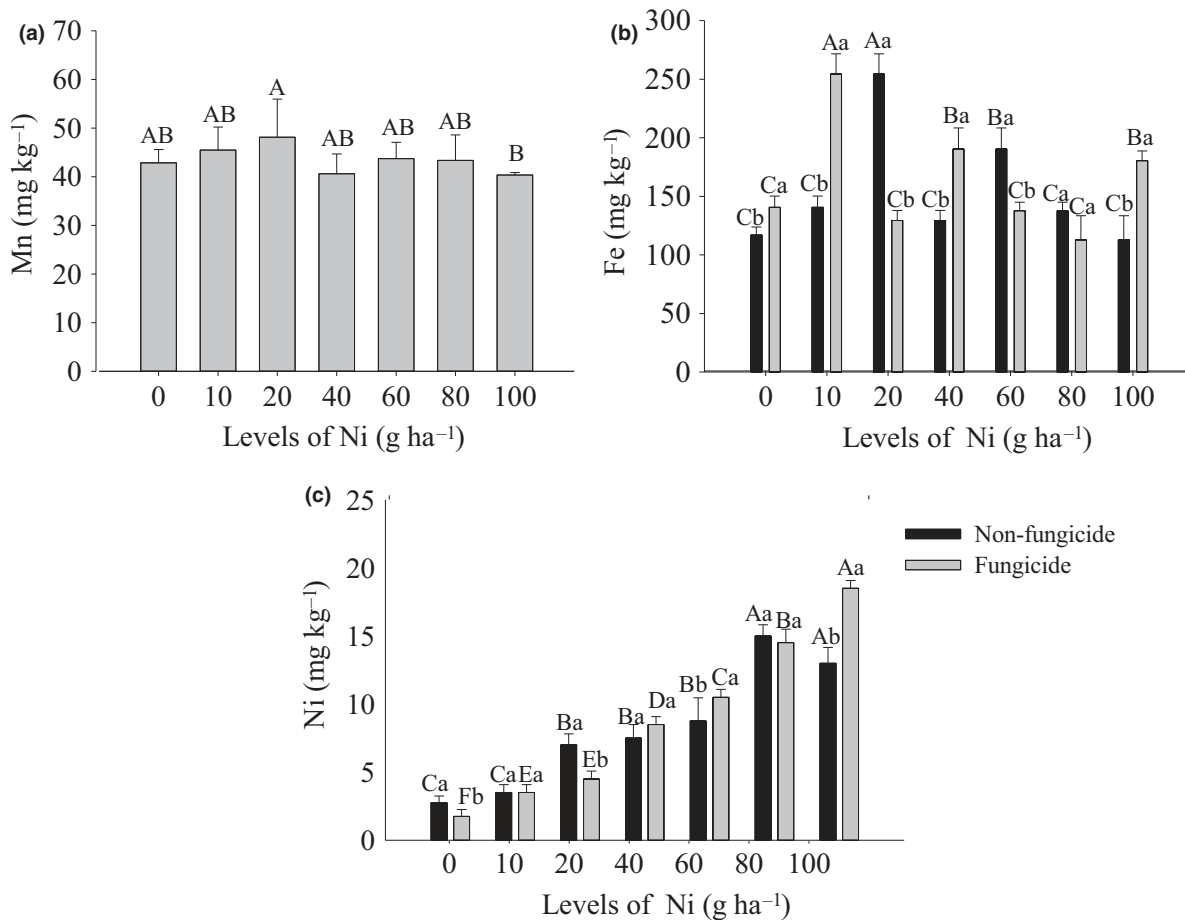 (a)
70
60
50
40
30
20
10
0
Mn (mg kg⁻¹)
AB AB A AB AB AB B
0 10 20 40 60 80 100
Levels of Ni (g ha⁻¹)
(b)
300
250
200
150
100
50
0
Fe (mg kg⁻¹)
Cb Ca Cb Aa Aa Cb Cb Ba Ba Cb Ca Ca Cb Ba
0 10 20 40 60 80 100
Levels of Ni (g ha⁻¹)
(c)
25
20
15
10
5
0
Ni (mg kg⁻¹)
Ca Fb Ca Ea Ba Eb Ba Da Bb Ca Aa Ba Ab Aa
0 10 20 40 60 80 100
Levels of Ni (g ha⁻¹)
Non-fungicide
Fungicide